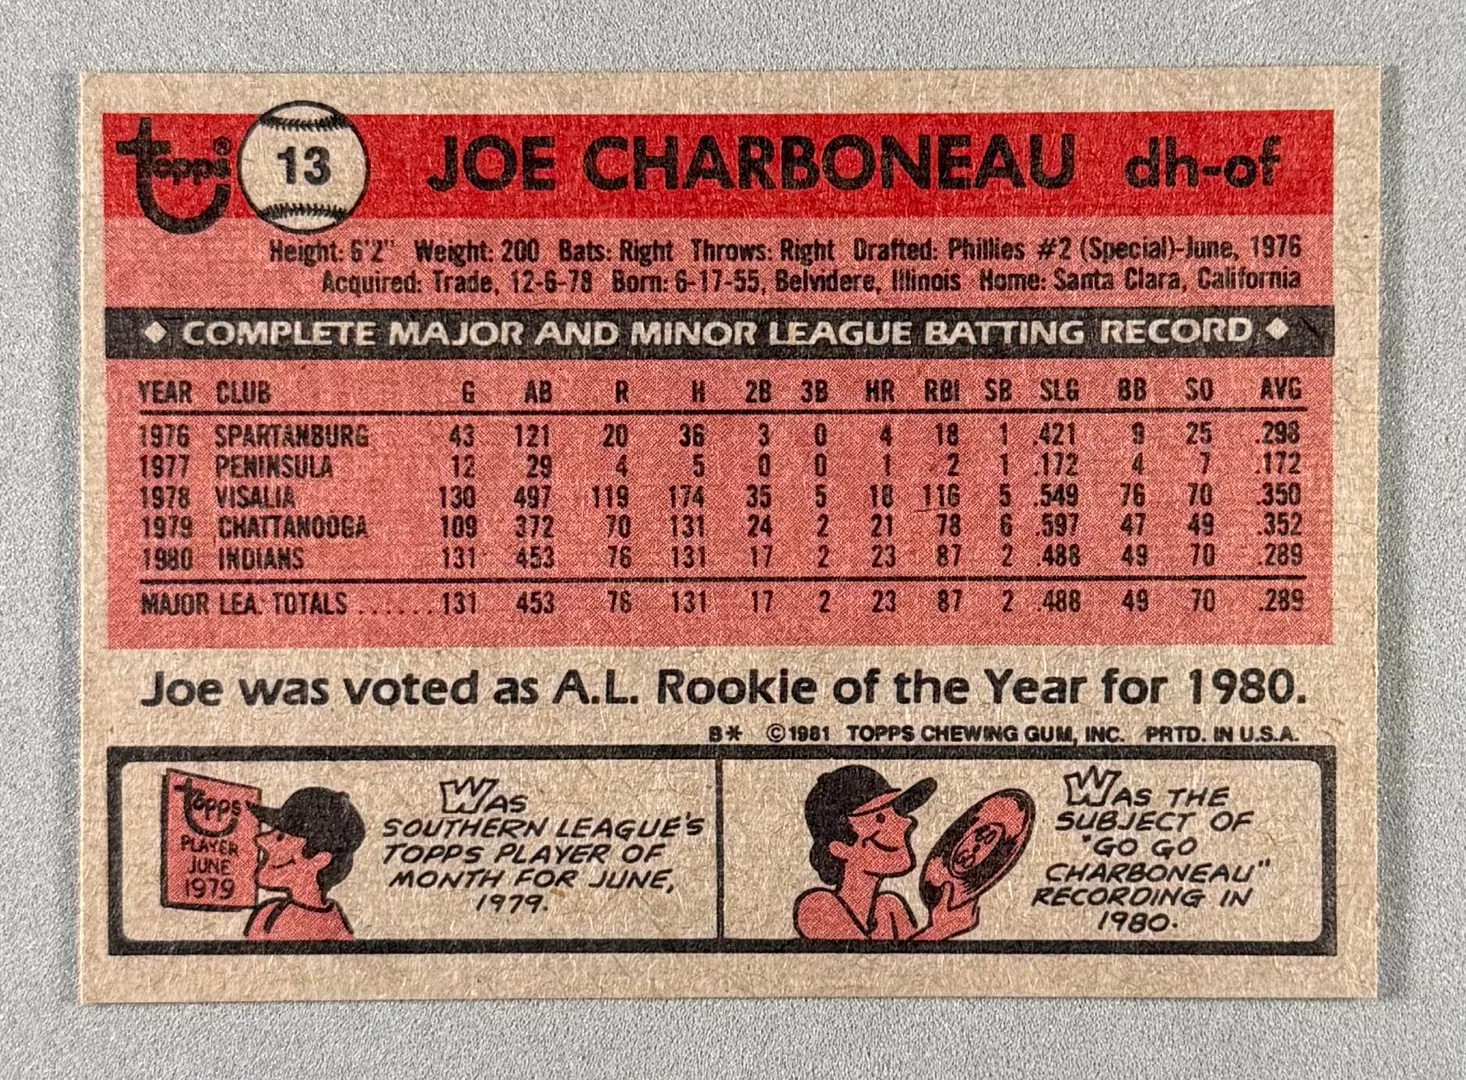 Topps® 13 JOE CHARBONEAU dh-of
Height: 6'2" Weight: 200 Bats: Right Throws: Right Drafted: Phillies #2 (Special)-June, 1976
Acquired: Trade, 12-6-78 Born: 6-17-55, Belvidere, Illinois Home: Santa Clara, California
◆ COMPLETE MAJOR AND MINOR LEAGUE BATTING RECORD ◆
YEAR CLUB G AB R H 2B 3B HR RBI SB SLG BB SO AVG
1976 SPARTANBURG 43 121 20 36 3 0 4 18 1 .421 9 25 .298
1977 PENINSULA 12 29 4 5 0 0 1 2 1 .172 4 7 .172
1978 VISALIA 130 497 119 174 35 5 18 116 5 .549 76 70 .350
1979 CHATTANOOGA 109 372 70 131 24 2 21 78 6 .597 47 49 .352
1980 INDIANS 131 453 76 131 17 2 23 87 2 .488 49 70 .289
MAJOR LEA. TOTALS ...... 131 453 76 131 17 2 23 87 2 .488 49 70 .289
Joe was voted as A.L. Rookie of the Year for 1980.
B* ©1981 TOPPS CHEWING GUM, INC. PRTD. IN U.S.A.
Topps
PLAYER
JUNE
1979
WAS
SOUTHERN LEAGUE'S
TOPPS PLAYER OF
MONTH FOR JUNE,
1979.
WAS THE
SUBJECT OF
"GO GO
CHARBONEAU"
RECORDING IN
1980.